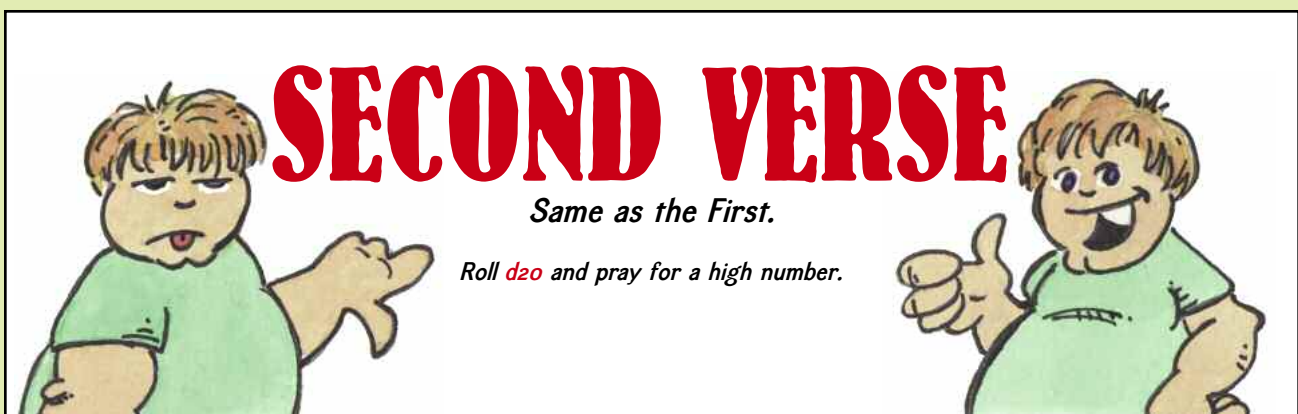 SECOND VERSE
Same as the First.
Roll d20 and pray for a high number.